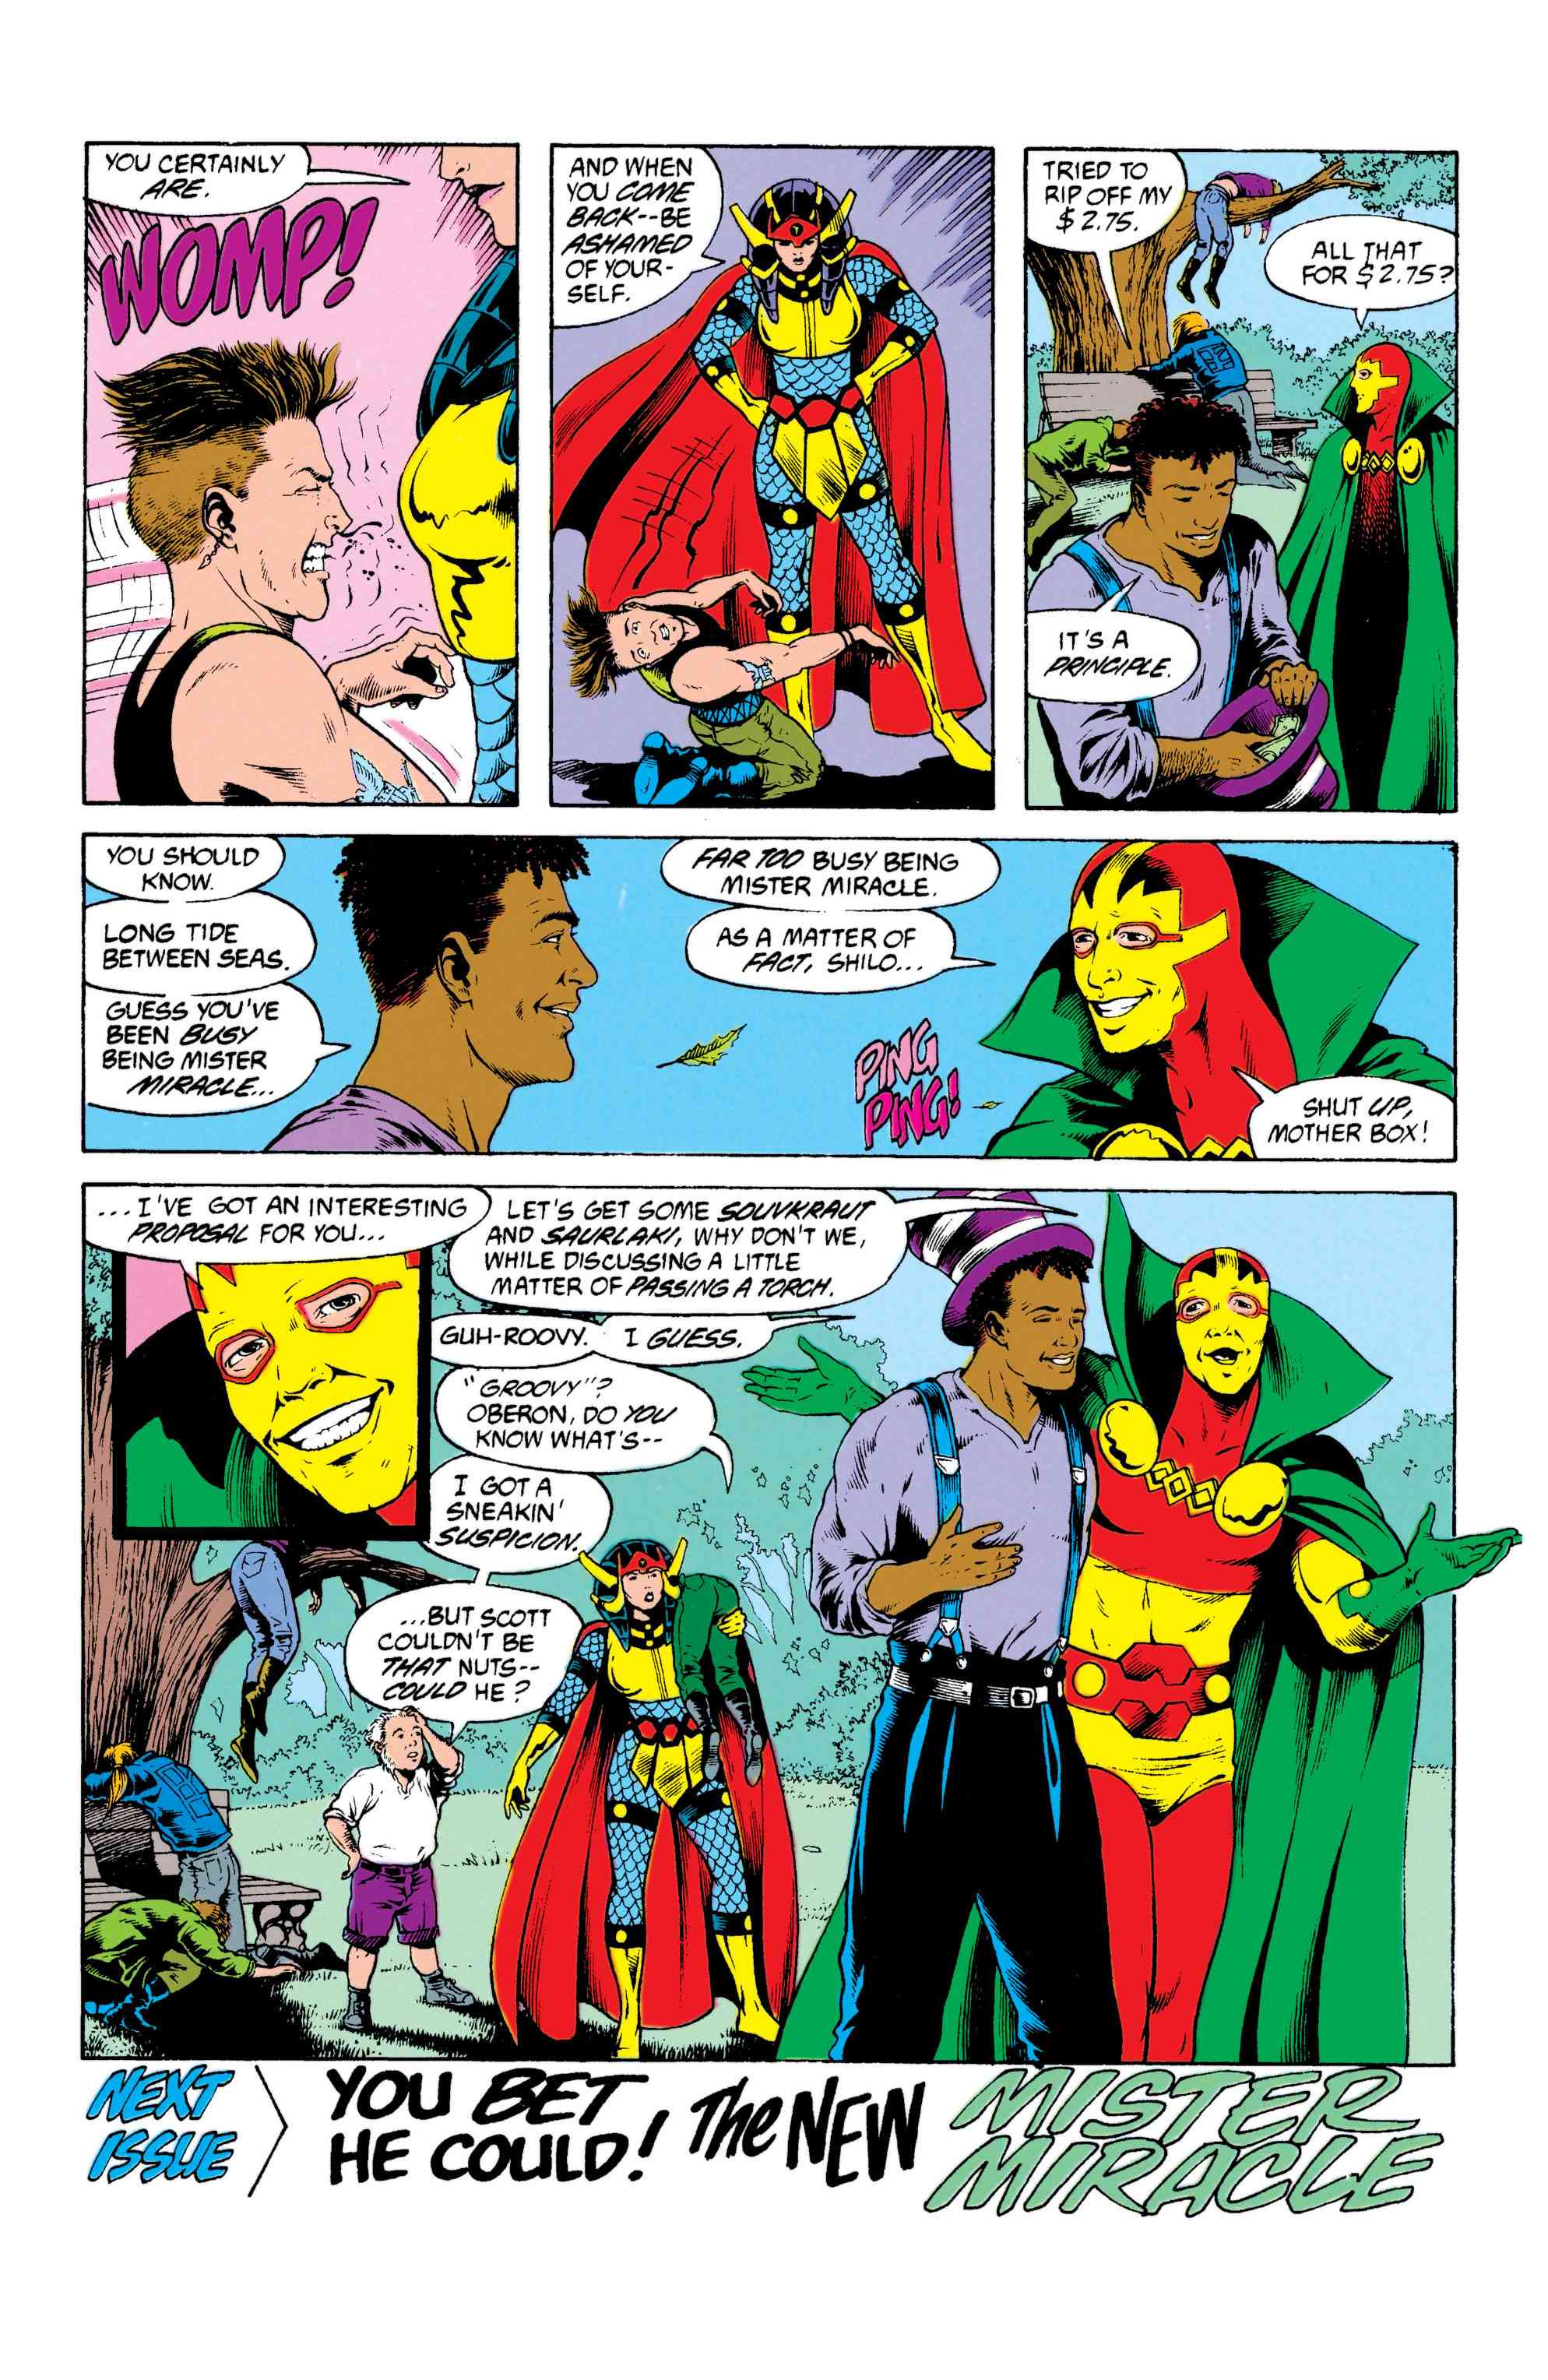 YOU CERTAINLY
ARE.
WOMP!
AND WHEN
YOU COME
BACK--BE
ASHAMED
OF YOUR-
SELF.
TRIED TO
RIP OFF MY
$2.75.
ALL THAT
FOR $2.75?
IT'S A
PRINCIPLE.
YOU SHOULD
KNOW.
LONG TIDE
BETWEEN SEAS.
GUESS YOU'VE
BEEN BUSY
BEING MISTER
MIRACLE...
FAR TOO BUSY BEING
MISTER MIRACLE.
AS A MATTER OF
FACT, SHILO...
PING
PING!
SHUT UP,
MOTHER BOX!
...I'VE GOT AN INTERESTING
PROPOSAL FOR YOU...
LET'S GET SOME SOUVKRAUT
AND SAURLAKI, WHY DON'T WE,
WHILE DISCUSSING A LITTLE
MATTER OF PASSING A TORCH.
GUH-ROOVY. I GUESS.
"GROOVY"?
OBERON, DO YOU
KNOW WHAT'S--
I GOT A
SNEAKIN'
SUSPICION.
...BUT SCOTT
COULDN'T BE
THAT NUTS--
COULD HE?
NEXT
ISSUE
YOU BET
HE COULD!
The NEW
MISTER
MIRACLE